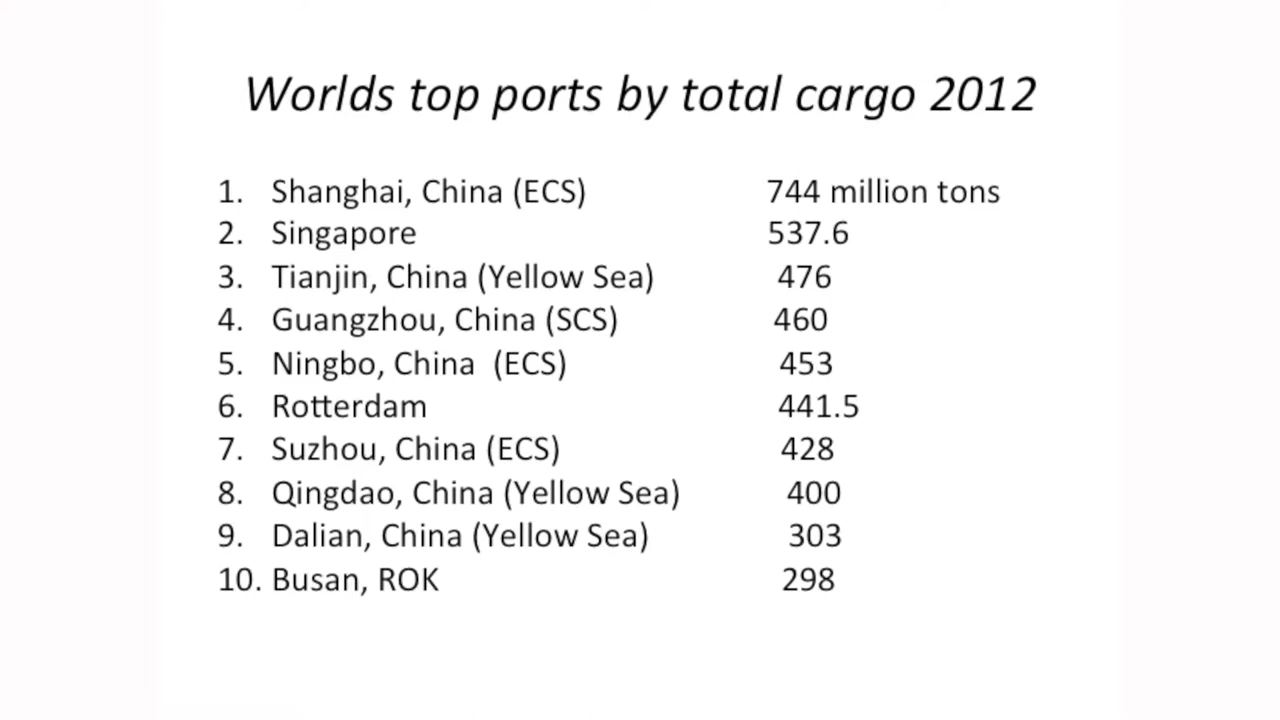 Worlds top ports by total cargo 2012
1. Shanghai, China (ECS) 744 million tons
2. Singapore 537.6
3. Tianjin, China (Yellow Sea) 476
4. Guangzhou, China (SCS) 460
5. Ningbo, China (ECS) 453
6. Rotterdam 441.5
7. Suzhou, China (ECS) 428
8. Qingdao, China (Yellow Sea) 400
9. Dalian, China (Yellow Sea) 303
10. Busan, ROK 298